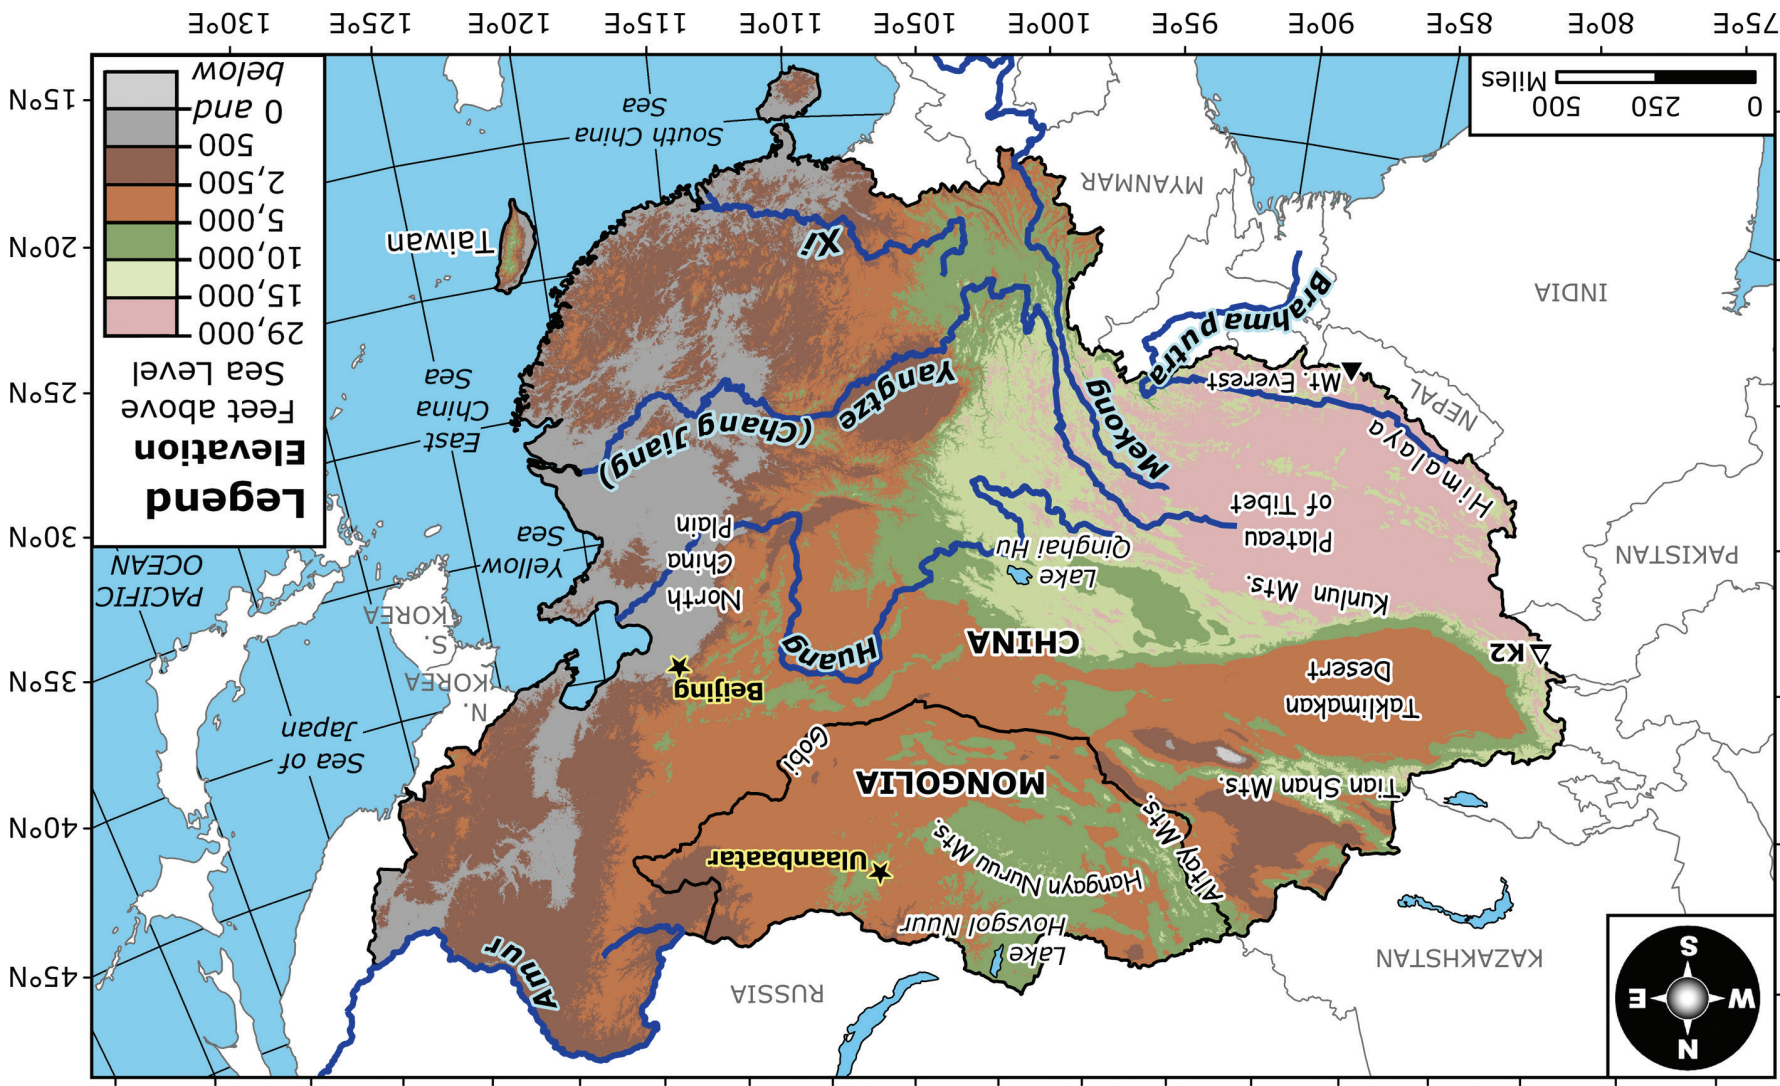 N
W E
S
KAZAKHSTAN
RUSSIA
Amur
45°N
Lake
Hovsgol Nuur
Hangayn Nuruu Mts.
Altay Mts.
Ulaanbaatar
40°N
Tian Shan Mts.
MONGOLIA
Gobi
Sea of
Japan
Taklimakan
Desert
Beijing
N.
KOREA
35°N
K2
CHINA
Huang
S.
KOREA
Kunlun Mts.
North
China
Plain
PACIFIC
OCEAN
Lake
Qinghai Hu
Yellow
Sea
PAKISTAN
Plateau
of Tibet
30°N
Himalaya
Mekong
Yangtze
(Chang Jiang)
East
China
Sea
NEPAL
Mt. Everest
25°N
Brahmaputra
INDIA
Xi
Taiwan
20°N
MYANMAR
South China
Sea
15°N
0 250 500
Miles
Legend
Elevation
Feet above
Sea Level
29,000
15,000
10,000
5,000
2,500
500
0 and
below
75°E 80°E 85°E 90°E 95°E 100°E 105°E 110°E 115°E 120°E 125°E 130°E